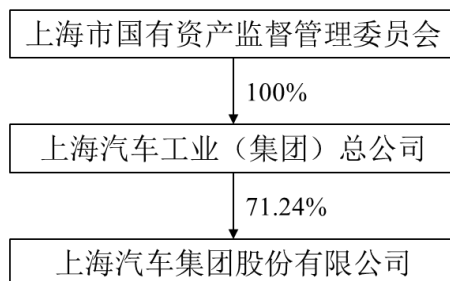 上海市国有资产监督管理委员会
100%
上海汽车工业（集团）总公司
71.24%
上海汽车集团股份有限公司